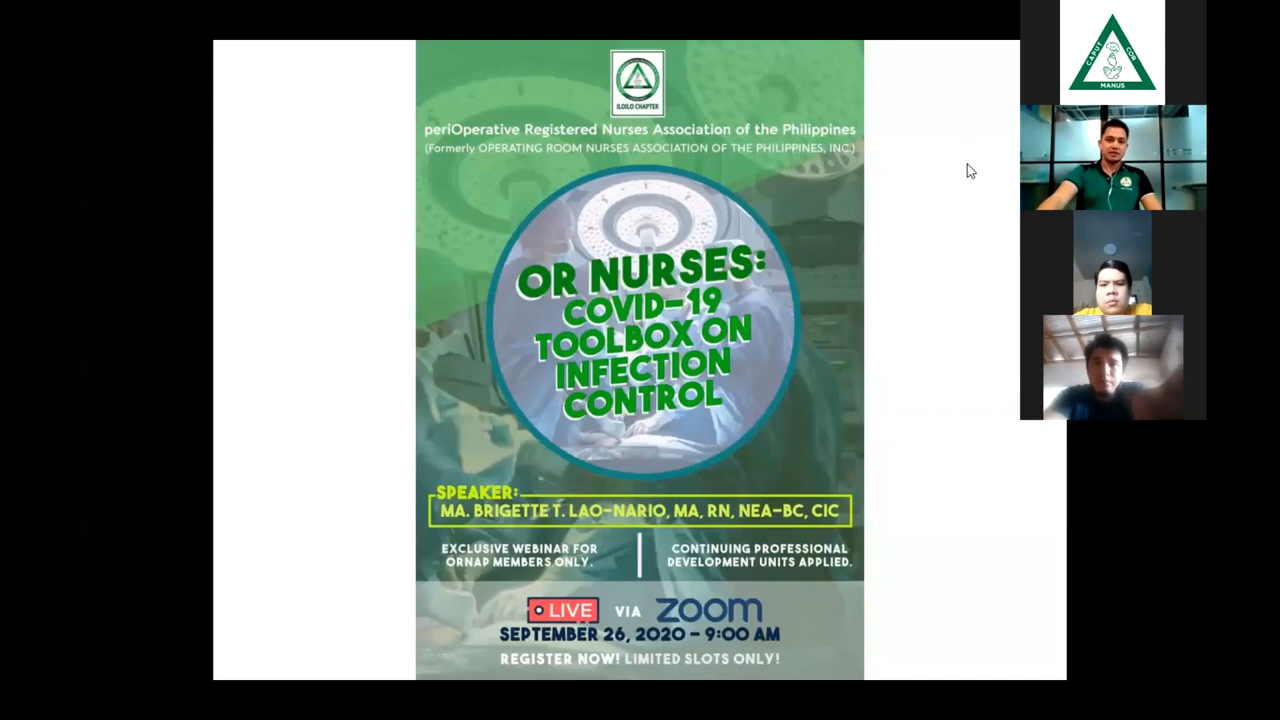 ILOILO CHAPTER
periOperative Registered Nurses Association of the Philippines
(Formerly OPERATING ROOM NURSES ASSOCIATION OF THE PHILIPPINES, INC.)
OR NURSES:
COVID-19
TOOLBOX ON
INFECTION
CONTROL
SPEAKER:
MA. BRIGETTE T. LAO-NARIO, MA, RN, NEA-BC, CIC
EXCLUSIVE WEBINAR FOR
ORNAP MEMBERS ONLY.
CONTINUING PROFESSIONAL
DEVELOPMENT UNITS APPLIED.
LIVE VIA zoom
SEPTEMBER 26, 2020 - 9:00 AM
REGISTER NOW! LIMITED SLOTS ONLY!
CAPUT COR
MANUS